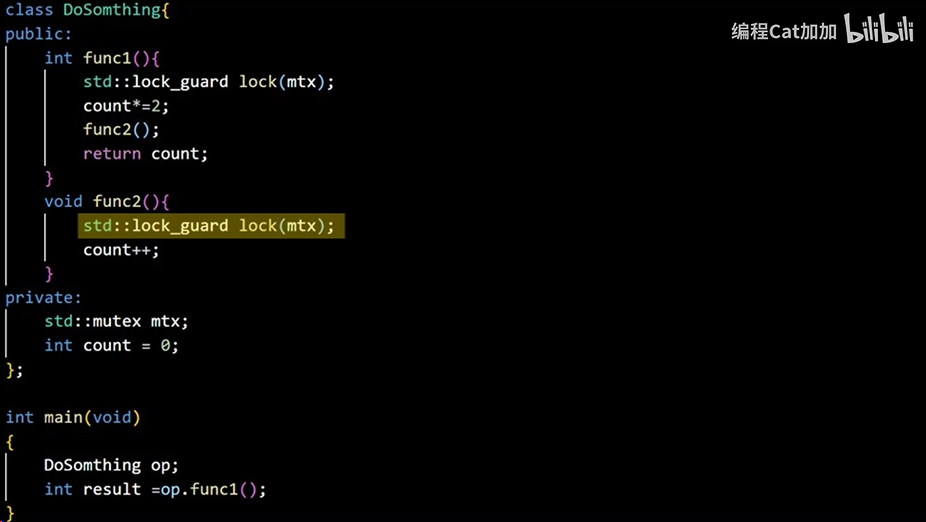 class DoSomthing{
public:
    int func1(){
        std::lock_guard lock(mtx);
        count*=2;
        func2();
        return count;
    }
    void func2(){
        std::lock_guard lock(mtx);
        count++;
    }
private:
    std::mutex mtx;
    int count = 0;
};
int main(void)
{
    DoSomthing op;
    int result =op.func1();
}
编程Cat加加 bilibili